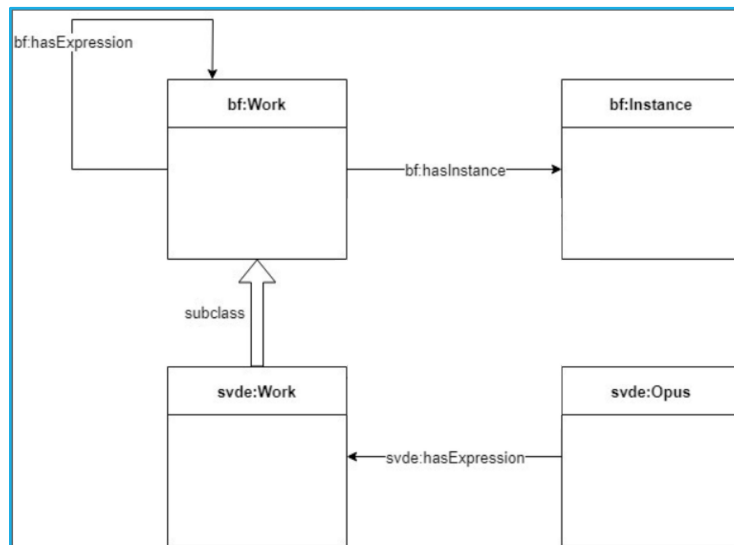 bf:hasExpression
bf:Work
bf:Instance
bf:hasInstance
subclass
svde:Work
svde:Opus
svde:hasExpression